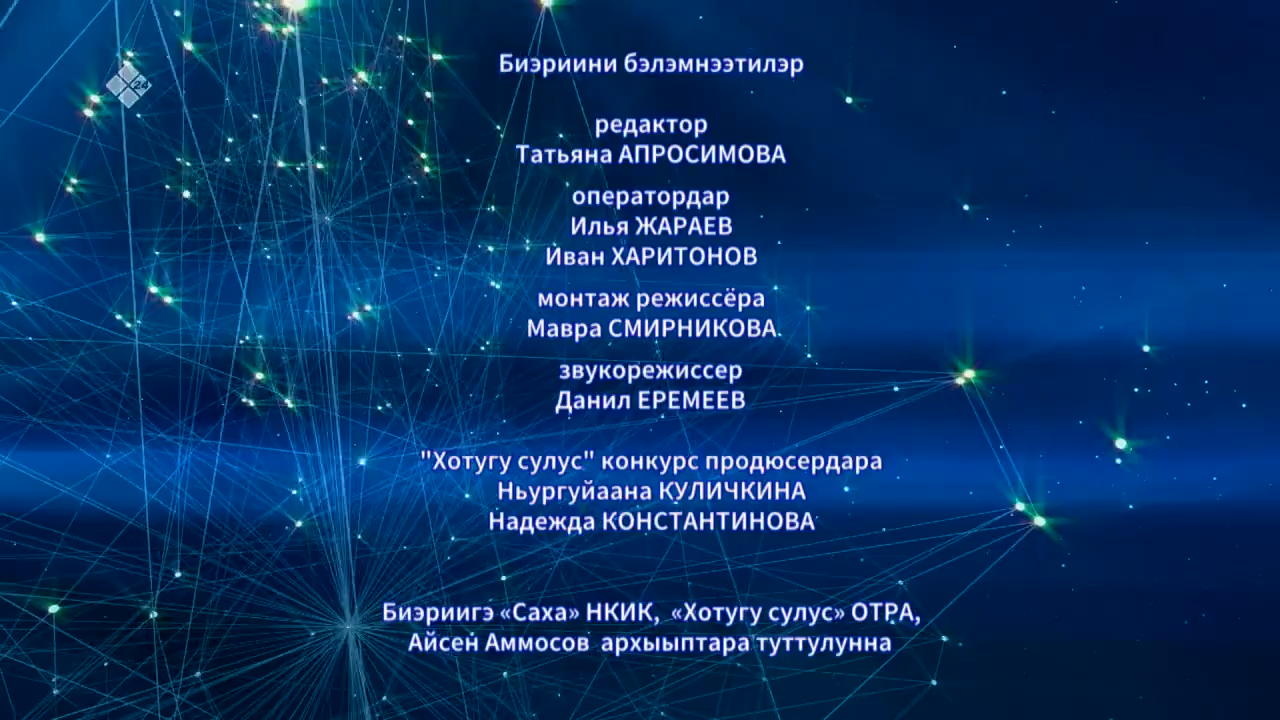 24
Биэриини бэлэмнээтилэр
редактор
Татьяна АПРОСИМОВА
оператордар
Илья ЖАРАЕВ
Иван ХАРИТОНОВ
монтаж режиссёра
Мавра СМИРНИКОВА
звукорежиссер
Данил ЕРЕМЕЕВ
"Хотугу сулус" конкурс продюсердара
Ньургуйаана КУЛИЧКИНА
Надежда КОНСТАНТИНОВА
Биэриигэ «Саха» НКИК, «Хотугу сулус» ОТРА,
Айсен Аммосов архыыптара туттулунна